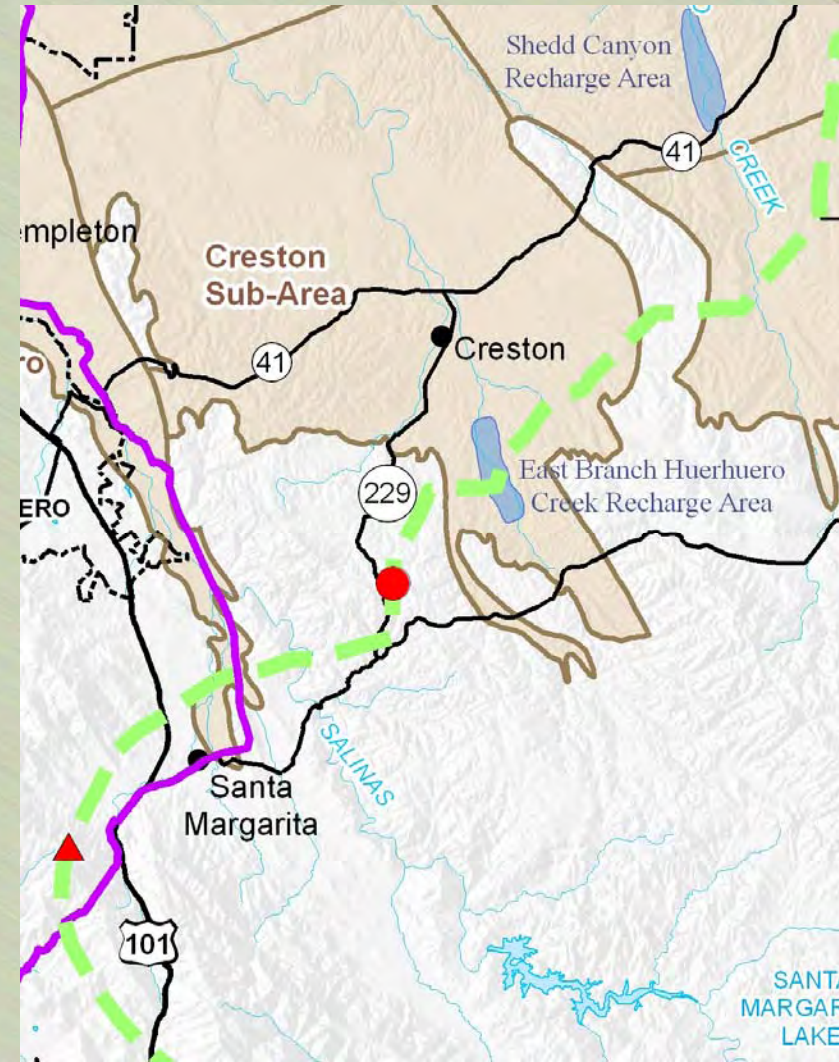 Shedd Canyon
Recharge Area
41
CREEK
empleton
Creston
Sub-Area
41
Creston
ro
229
East Branch Huerhuero
Creek Recharge Area
ERO
SALINAS
Santa
Margarita
101
SANTA
MARGAR
LAKE